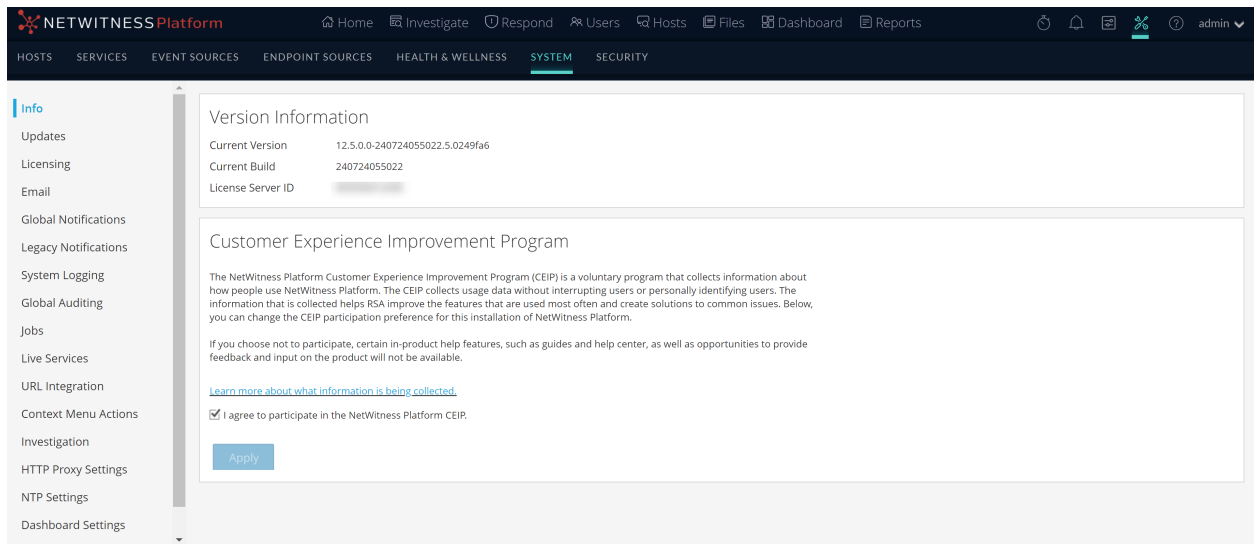 NETWITNESS Platform Home Investigate Respond Users Hosts Files Dashboard Reports admin
HOSTS SERVICES EVENT SOURCES ENDPOINT SOURCES HEALTH & WELLNESS SYSTEM SECURITY
Info
Updates
Licensing
Email
Global Notifications
Legacy Notifications
System Logging
Global Auditing
Jobs
Live Services
URL Integration
Context Menu Actions
Investigation
HTTP Proxy Settings
NTP Settings
Dashboard Settings
Version Information
Current Version 12.5.0.0-240724055022.5.0249fa6
Current Build 240724055022
License Server ID
Customer Experience Improvement Program
The NetWitness Platform Customer Experience Improvement Program (CEIP) is a voluntary program that collects information about
how people use NetWitness Platform. The CEIP collects usage data without interrupting users or personally identifying users. The
information that is collected helps RSA improve the features that are used most often and create solutions to common issues. Below,
you can change the CEIP participation preference for this installation of NetWitness Platform.
If you choose not to participate, certain in-product help features, such as guides and help center, as well as opportunities to provide
feedback and input on the product will not be available.
Learn more about what information is being collected.
I agree to participate in the NetWitness Platform CEIP.
Apply